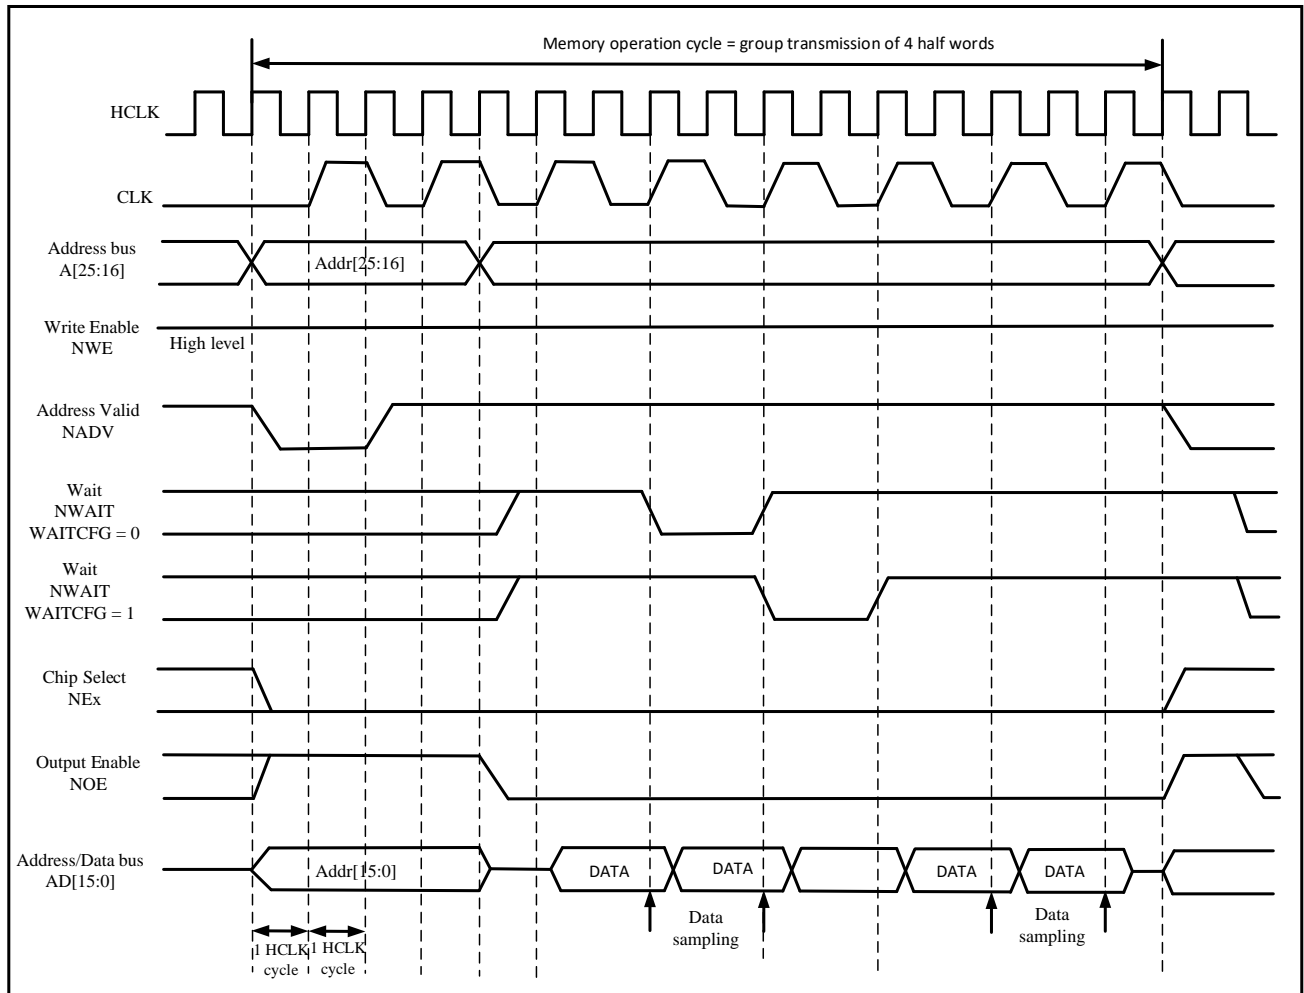 Memory operation cycle = group transmission of 4 half words
HCLK
CLK
Address bus
A[25:16]
Addr[25:16]
Write Enable
NWE
High level
Address Valid
NADV
Wait
NWAIT
WAITCFG = 0
Wait
NWAIT
WAITCFG = 1
Chip Select
NEx
Output Enable
NOE
Address/Data bus
AD[15:0]
Addr[15:0]
DATA
DATA
DATA
DATA
Data
sampling
Data
sampling
1 HCLK
cycle
1 HCLK
cycle